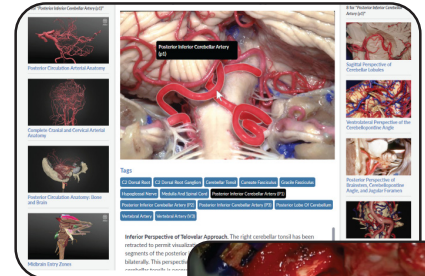 Posterior Circulation Arterial Anatomy
Complete Cranial and Cervical Arterial
Anatomy
Posterior Circulation Arterial Anatomy: Bone
and Brain
Midbrain Entry Zones
Posterior Inferior Cerebellar Artery
(p1)
Tags
C2 Dorsal Root
C2 Dorsal Root Ganglion
Cerebellar Tonsil
Cuneate Fasciculus
Gracile Fasciculus
Hypoglossal Nerve
Medulla And Spinal Cord
Posterior Inferior Cerebellar Artery (P1)
Posterior Inferior Cerebellar Artery (P2)
Posterior Inferior Cerebellar Artery (P3)
Posterior Lobe Of Cerebellum
Vertebral Artery
Vertebral Artery (V3)
Inferior Perspective of Telovelar Approach. The right cerebellar tonsil has been
retracted to permit visualiz
segments of the posterior
bilaterally. This perspectiv
(p2)"
Sagittal Perspective of
Cerebellar Lobules
Ventrolateral Perspective of the
Cerebellopontine Angle
Posterior Perspective of
Brainstem, Cerebellopontine
Angle, and Jugular Foramen